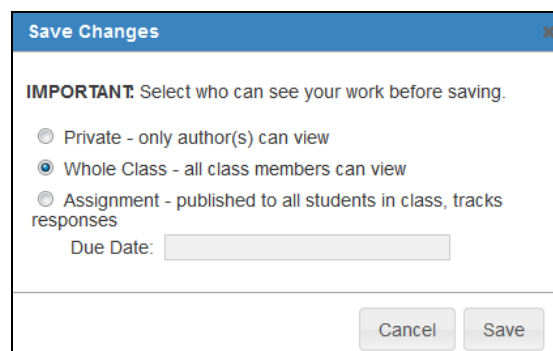 Save Changes
IMPORTANT: Select who can see your work before saving.
Private - only author(s) can view
Whole Class - all class members can view
Assignment - published to all students in class, tracks
responses
Due Date:
Cancel Save